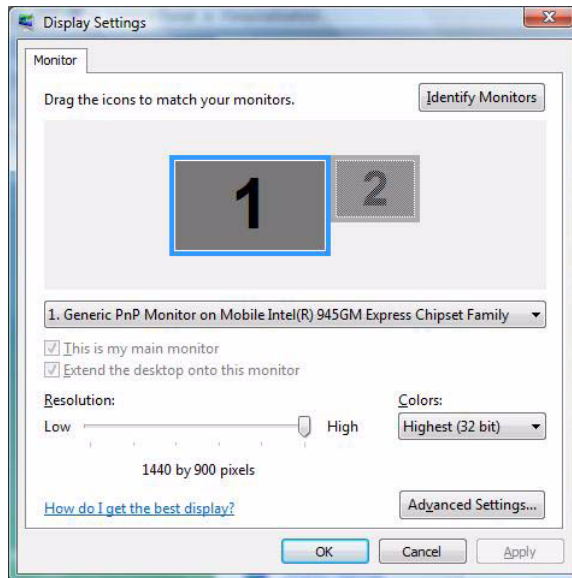 Display Settings
Monitor
Drag the icons to match your monitors.
Identify Monitors
1
2
1. Generic PnP Monitor on Mobile Intel(R) 945GM Express Chipset Family
This is my main monitor
Extend the desktop onto this monitor
Resolution:
Colors:
Low
High
Highest (32 bit)
1440 by 900 pixels
How do I get the best display?
Advanced Settings...
OK
Cancel
Apply